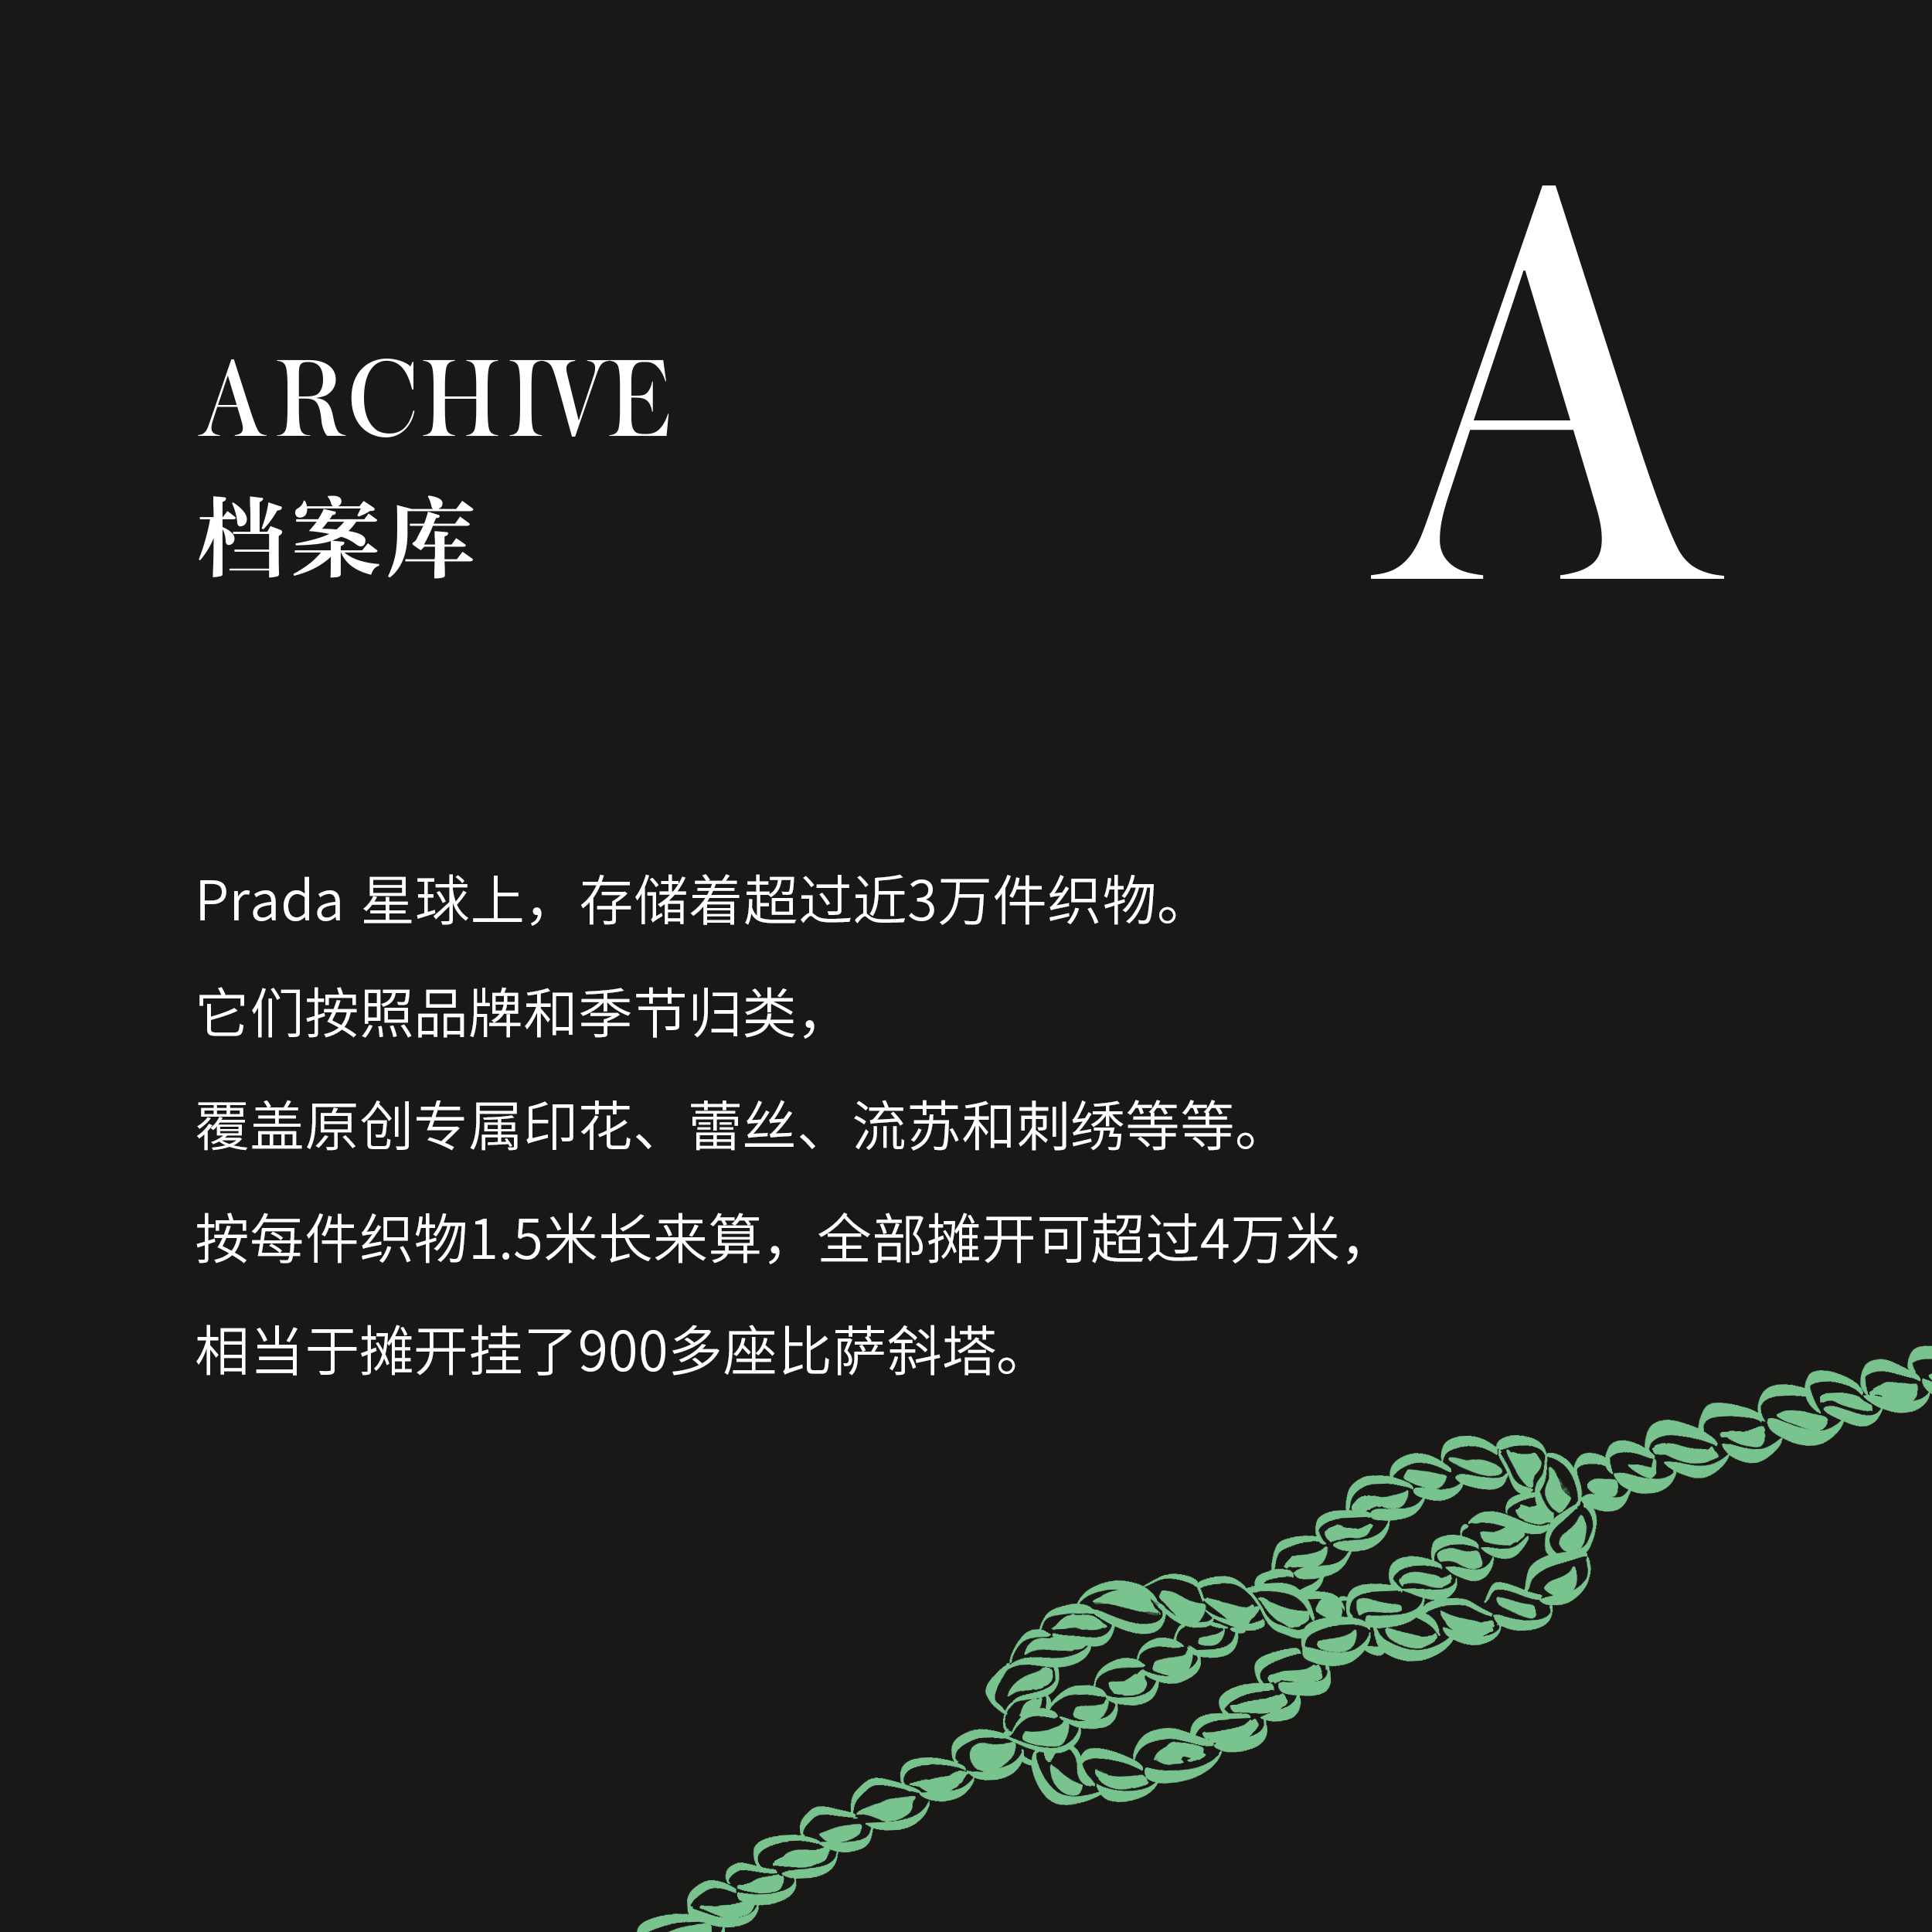 A
ARCHIVE
档案库
Prada 星球上，存储着超过近3万件织物。
它们按照品牌和季节归类，
覆盖原创专属印花、蕾丝、流苏和刺绣等等。
按每件织物1.5米长来算，全部摊开可超过4万米，
相当于摊开挂了900多座比萨斜塔。